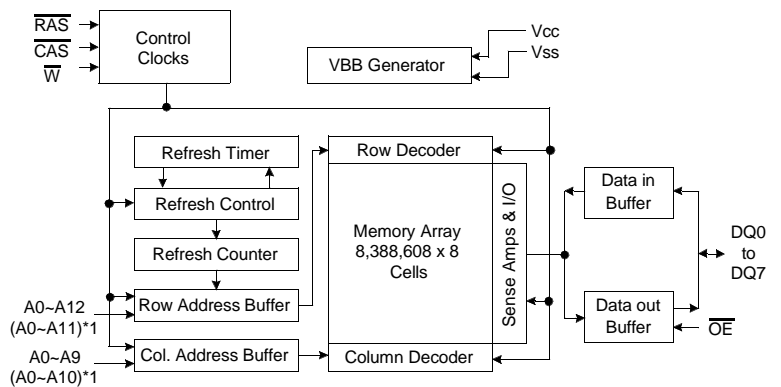 RAS
CAS
W
Control
Clocks
VBB Generator
Vcc
Vss
Refresh Timer
Refresh Control
Refresh Counter
Row Address Buffer
Col. Address Buffer
A0~A12
(A0~A11)*1
A0~A9
(A0~A10)*1
Row Decoder
Memory Array
8,388,608 x 8
Cells
Column Decoder
Sense Amps & I/O
Data in
Buffer
Data out
Buffer
DQ0
to
DQ7
OE